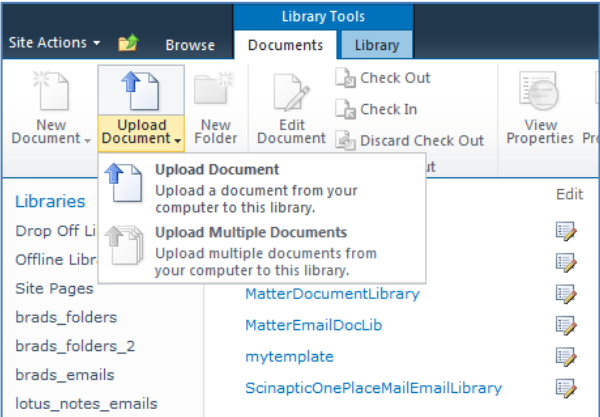 Library Tools
Site Actions
Browse
Documents
Library
New
Document
Upload
Document
New
Folder
Edit
Document
Check Out
Check In
Discard Check Out
View
Properties
Upload Document
Upload a document from your
computer to this library.
Upload Multiple Documents
Upload multiple documents from
your computer to this library.
Libraries
Edit
Drop Off Li
Offline Libr
Site Pages
MatterDocumentLibrary
brads_folders
MatterEmailDocLib
brads_folders_2
mytemplate
brads_emails
ScinapticOnePlaceMailEmailLibrary
lotus_notes_emails